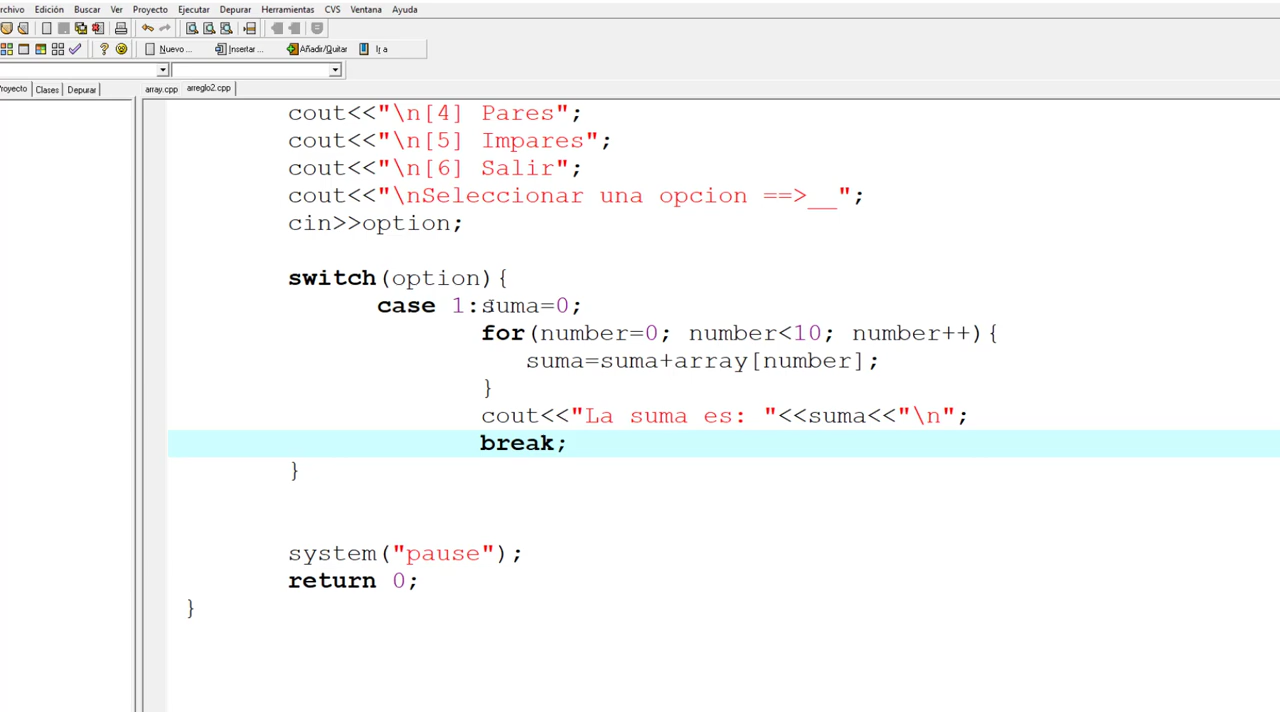 rchivo Edición Buscar Ver Proyecto Ejecutar Depurar Herramientas CVS Ventana Ayuda
Nuevo ... Insertar ... Añadir/Quitar Ir a
royecto Clases Depurar array.cpp arreglo2.cpp
cout<<"\n[4] Pares";
cout<<"\n[5] Impares";
cout<<"\n[6] Salir";
cout<<"\nSeleccionar una opcion ==>__";
cin>>option;
switch(option){
case 1:suma=0;
for(number=0; number<10; number++){
suma=suma+array[number];
}
cout<<"La suma es: "<<suma<<"\n";
break;
}
system("pause");
return 0;
}